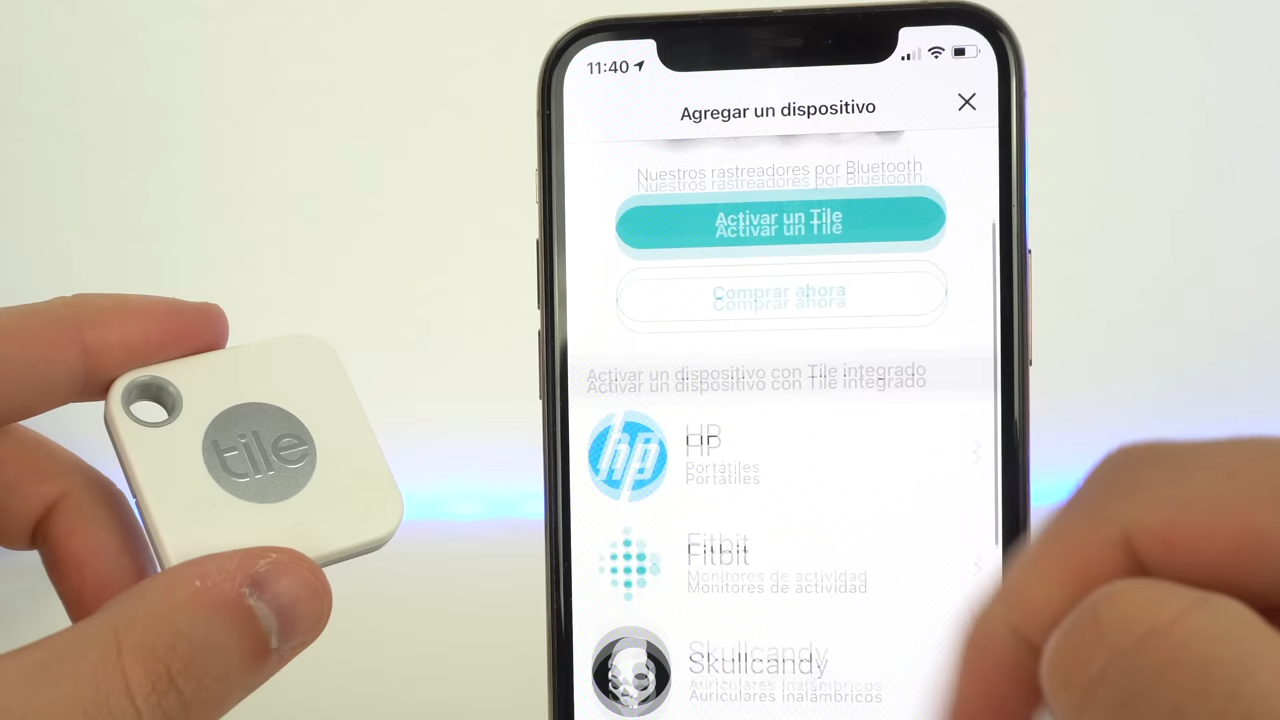 11:40
Agregar un dispositivo
Nuestros rastreadores por Bluetooth
Activar un Tile
Comprar ahora
Activar un dispositivo con Tile integrado
hp
HP
Portátiles
Fitbit
Monitores de actividad
Skullcandy
Auriculares inalámbricos
tile